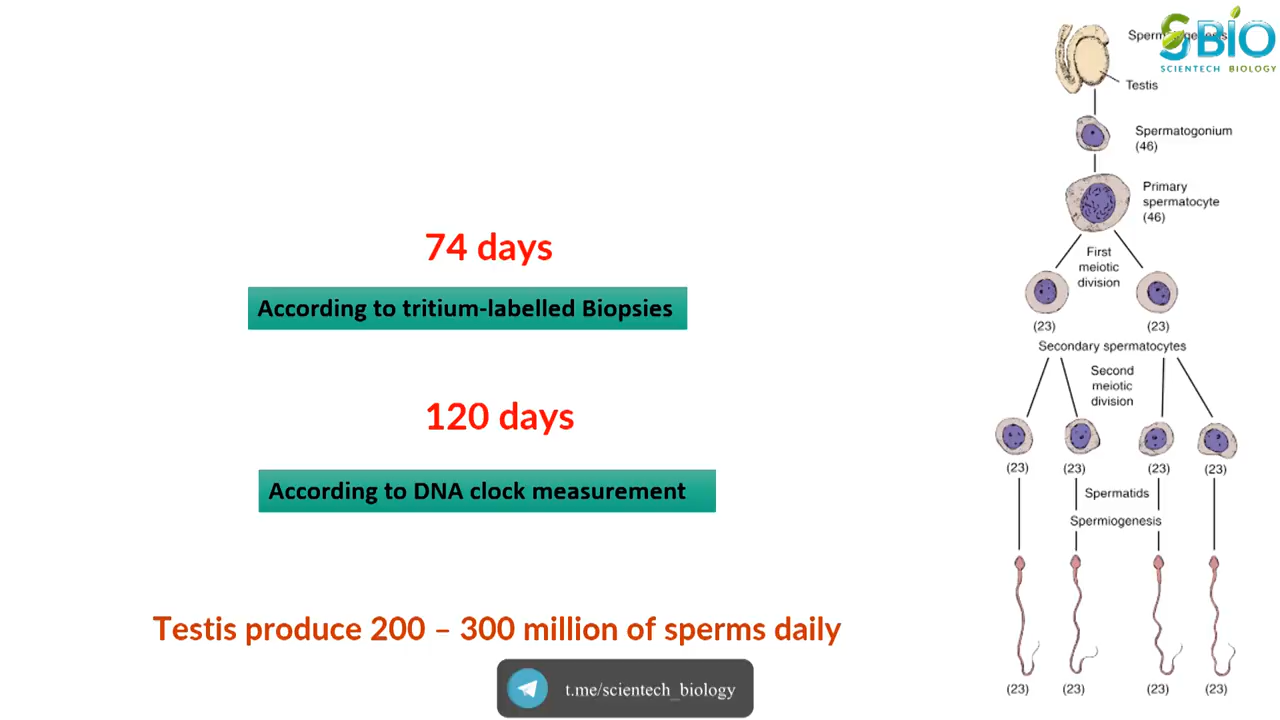 74 days
According to tritium-labelled Biopsies
120 days
According to DNA clock measurement
Testis produce 200 – 300 million of sperms daily
t.me/scientech_biology
SBIO
SCIENTECH BIOLOGY
Testis
Spermatogonium
(46)
Primary
spermatocyte
(46)
First
meiotic
division
(23) (23)
Secondary spermatocytes
Second
meiotic
division
(23) (23) (23) (23)
Spermatids
Spermiogenesis
(23) (23) (23) (23)